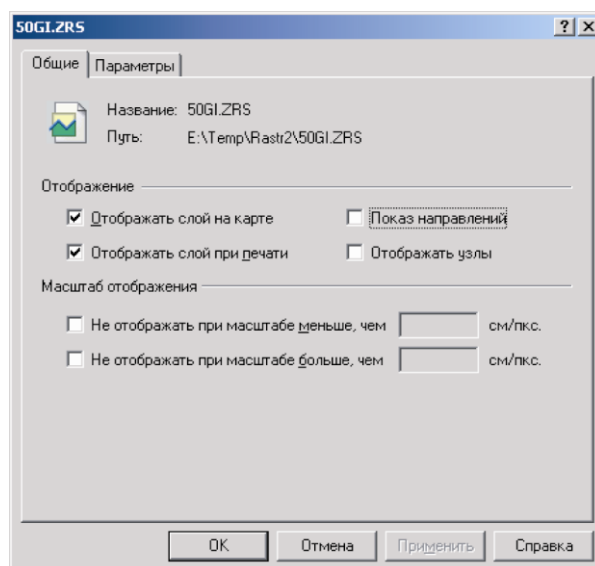 50GI.ZRS
Общие Параметры
Название: 50GI.ZRS
Путь: E:\Temp\Rastr2\50GI.ZRS
Отображение
Отображать слой на карте Показ направлений
Отображать слой при печати Отображать узлы
Масштаб отображения
Не отображать при масштабе меньше, чем см/пкс.
Не отображать при масштабе больше, чем см/пкс.
OK Отмена Применить Справка